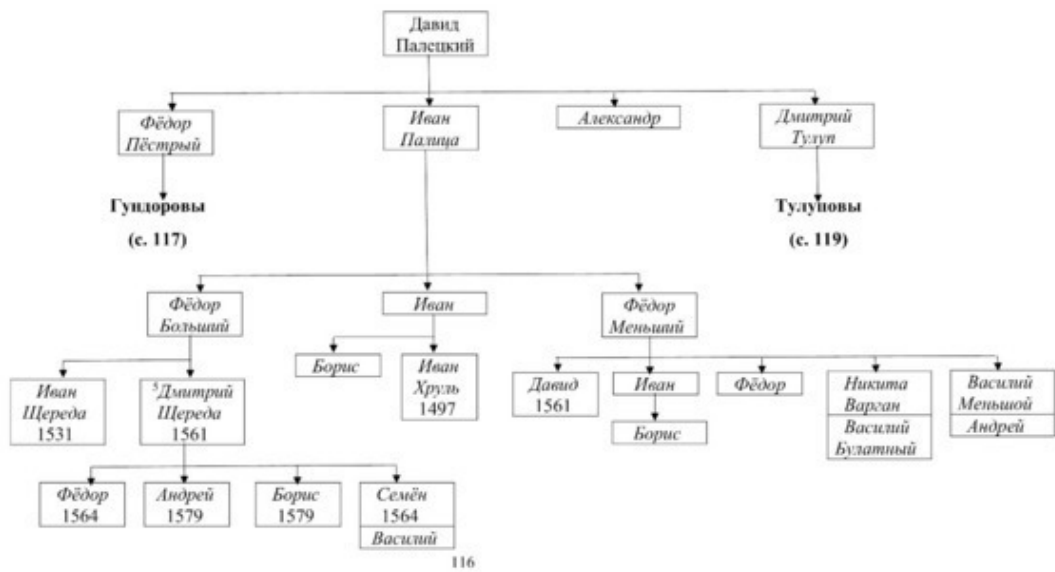 Давид
Палецкий
Фёдор
Пёстрый
Иван
Палица
Александр
Дмитрий
Тулуп
Гундоровы
(с. 117)
Тулуповы
(с. 119)
Фёдор
Больший
Иван
Фёдор
Меньший
Иван
Щереда
1531
⁵Дмитрий
Щереда
1561
Борис
Иван
Хруль
1497
Давид
1561
Иван
Борис
Фёдор
Никита
Варган
Василий
Булатный
Василий
Меньшой
Андрей
Фёдор
1564
Андрей
1579
Борис
1579
Семён
1564
Василий
116